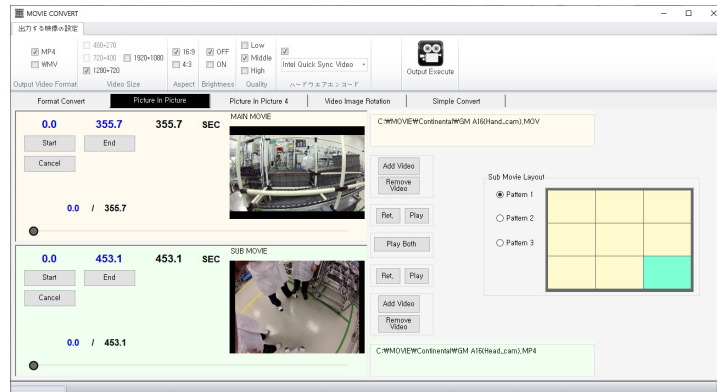 MOVIE CONVERT
出力する映像の設定
MP4
WMV
Output Video Format
480*270
720*400
1920*1080
1280*720
Video Size
16:9
4:3
Aspect
OFF
ON
Brightness
Low
Middle
High
Quality
Intel Quick Sync Video
ハードウェアエンコード
Output Execute
Format Convert
Picture In Picture
Picture In Picture 4
Video Image Rotation
Simple Convert
0.0 355.7 355.7 SEC
Start End
Cancel
0.0 / 355.7
MAIN MOVIE
C:₩MOVIE₩Continental₩GM A16(Hand_cam).MOV
Add Video
Remove
Video
Ret. Play
Play Both
Sub Movie Layout
Pattern 1
Pattern 2
Pattern 3
0.0 453.1 453.1 SEC
Start End
Cancel
0.0 / 453.1
SUB MOVIE
Ret. Play
Add Video
Remove
Video
C:₩MOVIE₩Continental₩GM A16(Head_cam).MP4